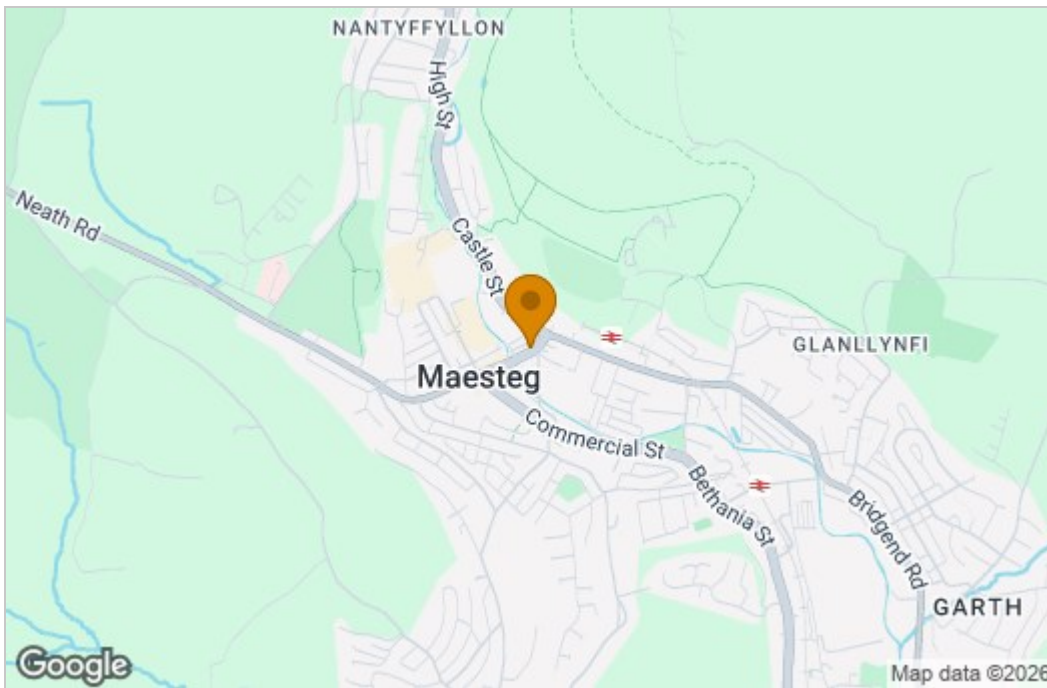 NANTYFFYLLON
High St
Neath Rd
Castle St
GLANLLYNFI
Maesteg
Commercial St
Bethania St
Bridgend Rd
GARTH
Google
Map data ©2026